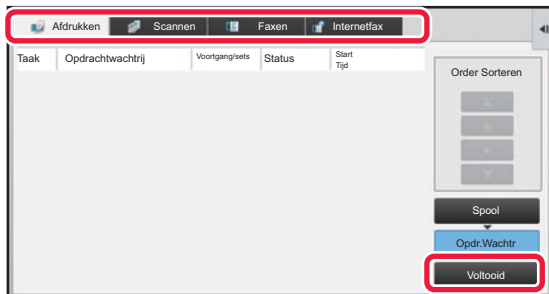 Afdrukken Scannen Faxen Internetfax
Taak Opdrachtwachtrij Voortgang/sets Status Start
Tijd
Order Sorteren
Spool
Opdr.Wachtr
Voltooid